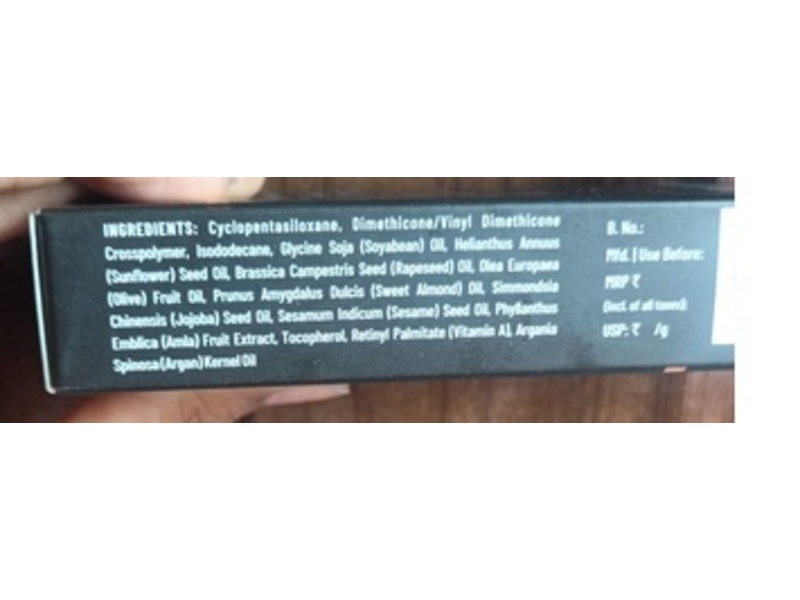 INGREDIENTS: Cyclopentasiloxane, Dimethicone/Vinyl Dimethicone
Crosspolymer, Isododecane, Glycine Soja (Soyabean) Oil, Helianthus Annuus
(Sunflower) Seed Oil, Brassica Campestris Seed (Rapeseed) Oil, Olea Europaea
(Olive) Fruit Oil, Prunus Amygdalus Dulcis (Sweet Almond) Oil, Simmondsia
Chinensis (Jojoba) Seed Oil, Sesamum Indicum (Sesame) Seed Oil, Phyllanthus
Emblica (Amla) Fruit Extract, Tocopherol, Retinyl Palmitate (Vitamin A), Argania
Spinosa (Argan) Kernel Oil
B. No.:
Mfd. | Use Before:
MRP ₹
(incl. of all taxes):
USP: ₹ /g